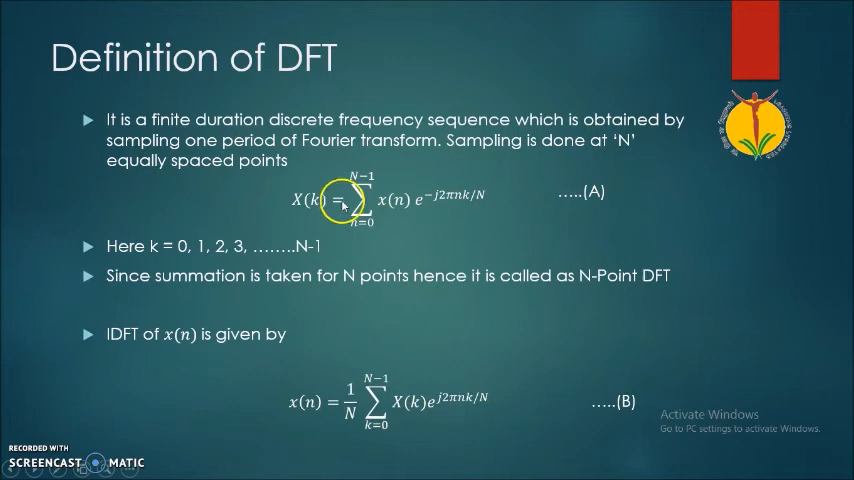 Definition of DFT
It is a finite duration discrete frequency sequence which is obtained by
sampling one period of Fourier transform. Sampling is done at 'N'
equally spaced points
X(k) = ∑_{n=0}^{N−1} x(n) e^{−j2πnk/N} …..(A)
Here k = 0, 1, 2, 3, ……..N-1
Since summation is taken for N points hence it is called as N-Point DFT
IDFT of x(n) is given by
x(n) = 1/N ∑_{k=0}^{N−1} X(k)e^{j2πnk/N} …..(B)
Activate Windows
Go to PC settings to activate Windows.
RECORDED WITH
SCREENCAST MATIC